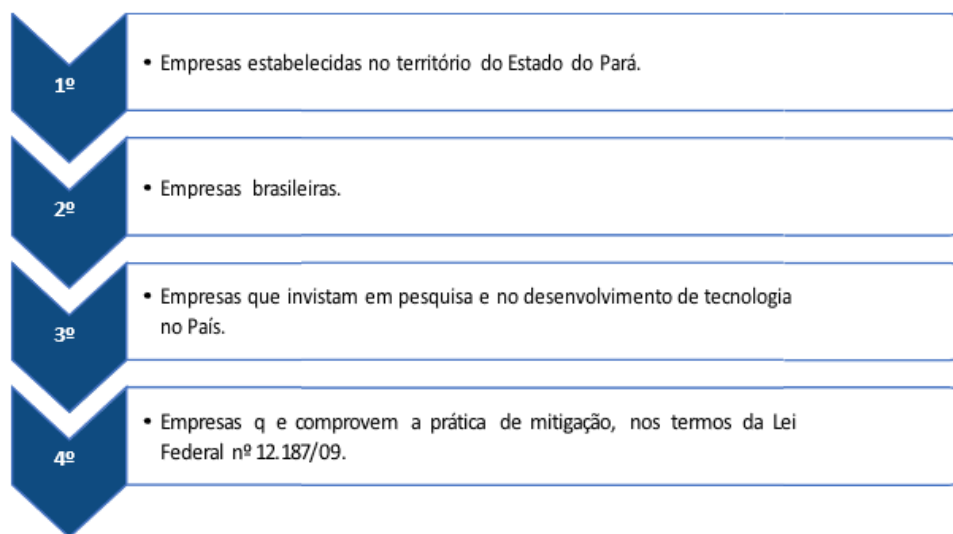 1º
• Empresas estabelecidas no território do Estado do Pará.
2º
• Empresas brasileiras.
3º
• Empresas que invistam em pesquisa e no desenvolvimento de tecnologia
no País.
4º
• Empresas q e comprovem a prática de mitigação, nos termos da Lei
Federal nº 12.187/09.